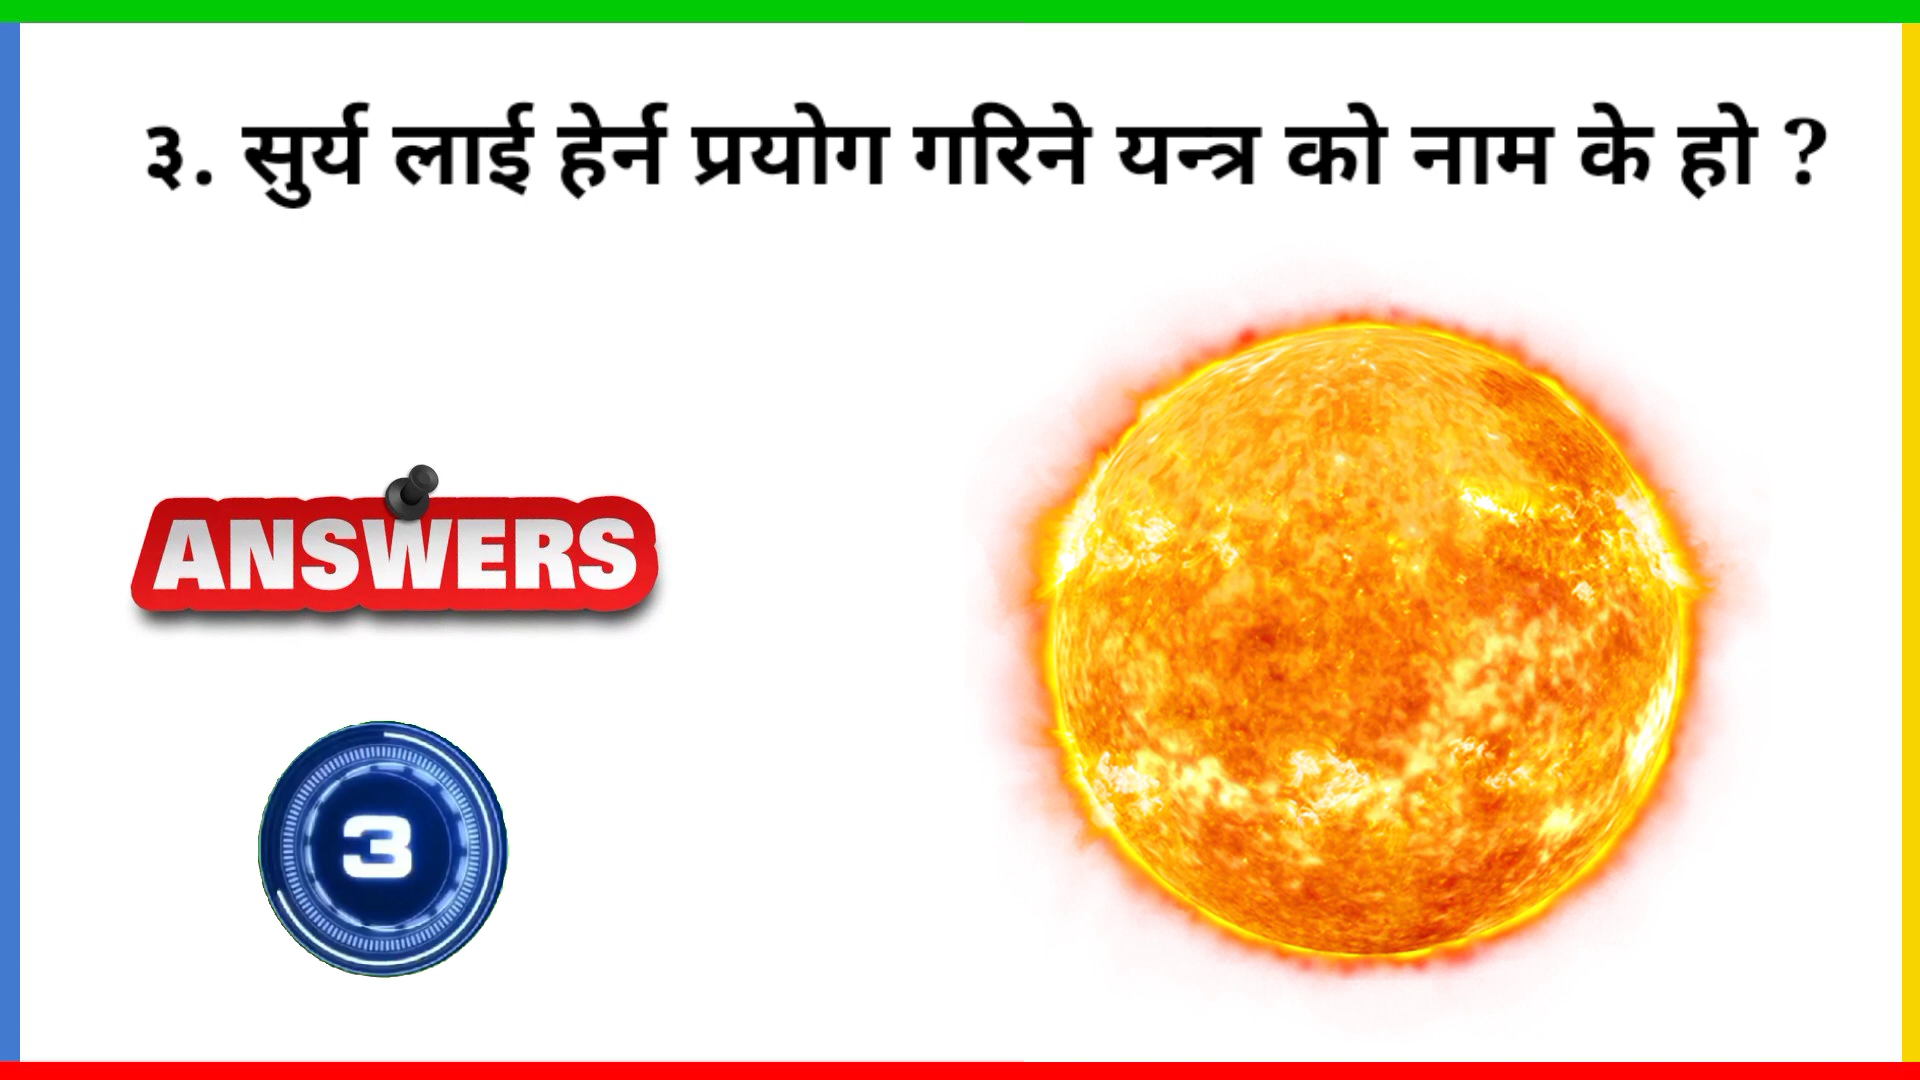 ३. सुर्य लाई हेर्न प्रयोग गरिने यन्त्र को नाम के हो ?
ANSWERS
3